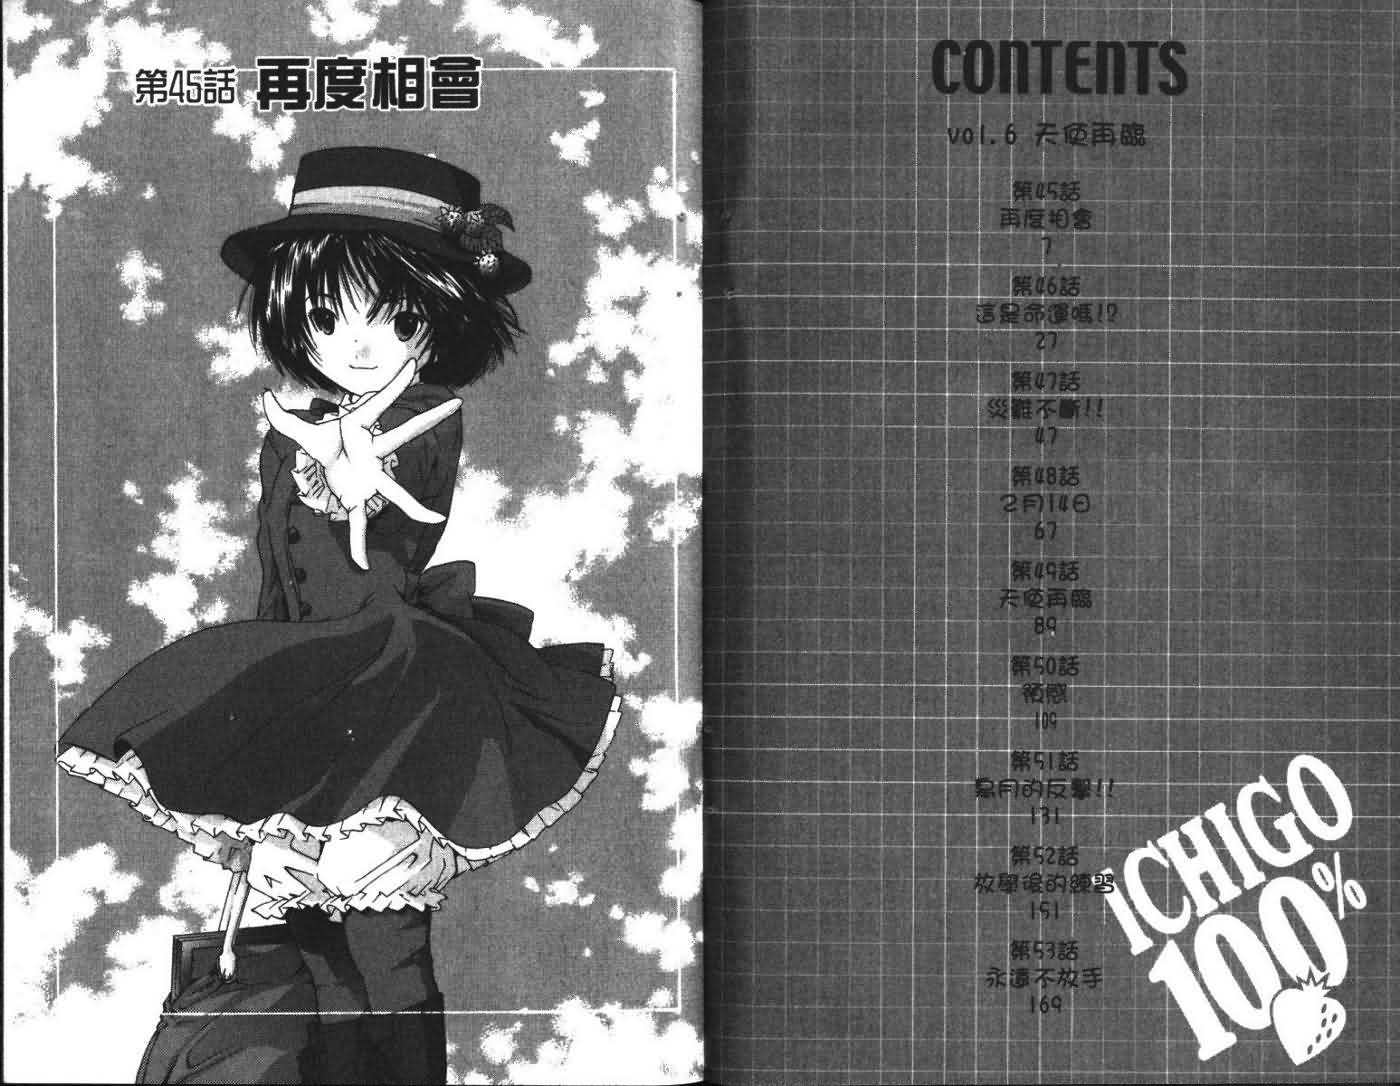 第45話 再度相會
CONTENTS
vol.6 天使再臨
第45話
再度相會
7
第46話
這是命運嗎!?
27
第47話
災難不斷!!
47
第48話
2月14日
67
第49話
天使再臨
89
第50話
預感
109
第51話
皐月的反擊!!
131
第52話
放學後的練習
151
第53話
永遠不放手
169
ICHIGO
100%